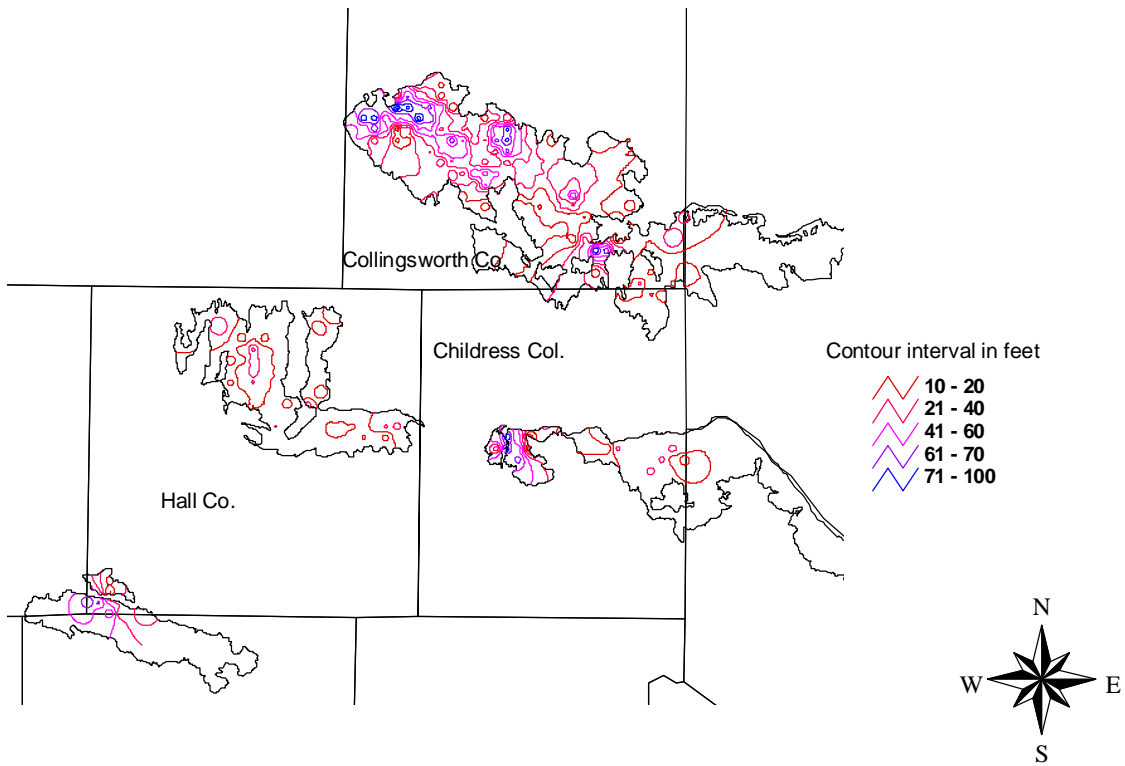 Collingsworth Co
Childress Col.
Hall Co.
Contour interval in feet
10 - 20
21 - 40
41 - 60
61 - 70
71 - 100
N
W
E
S